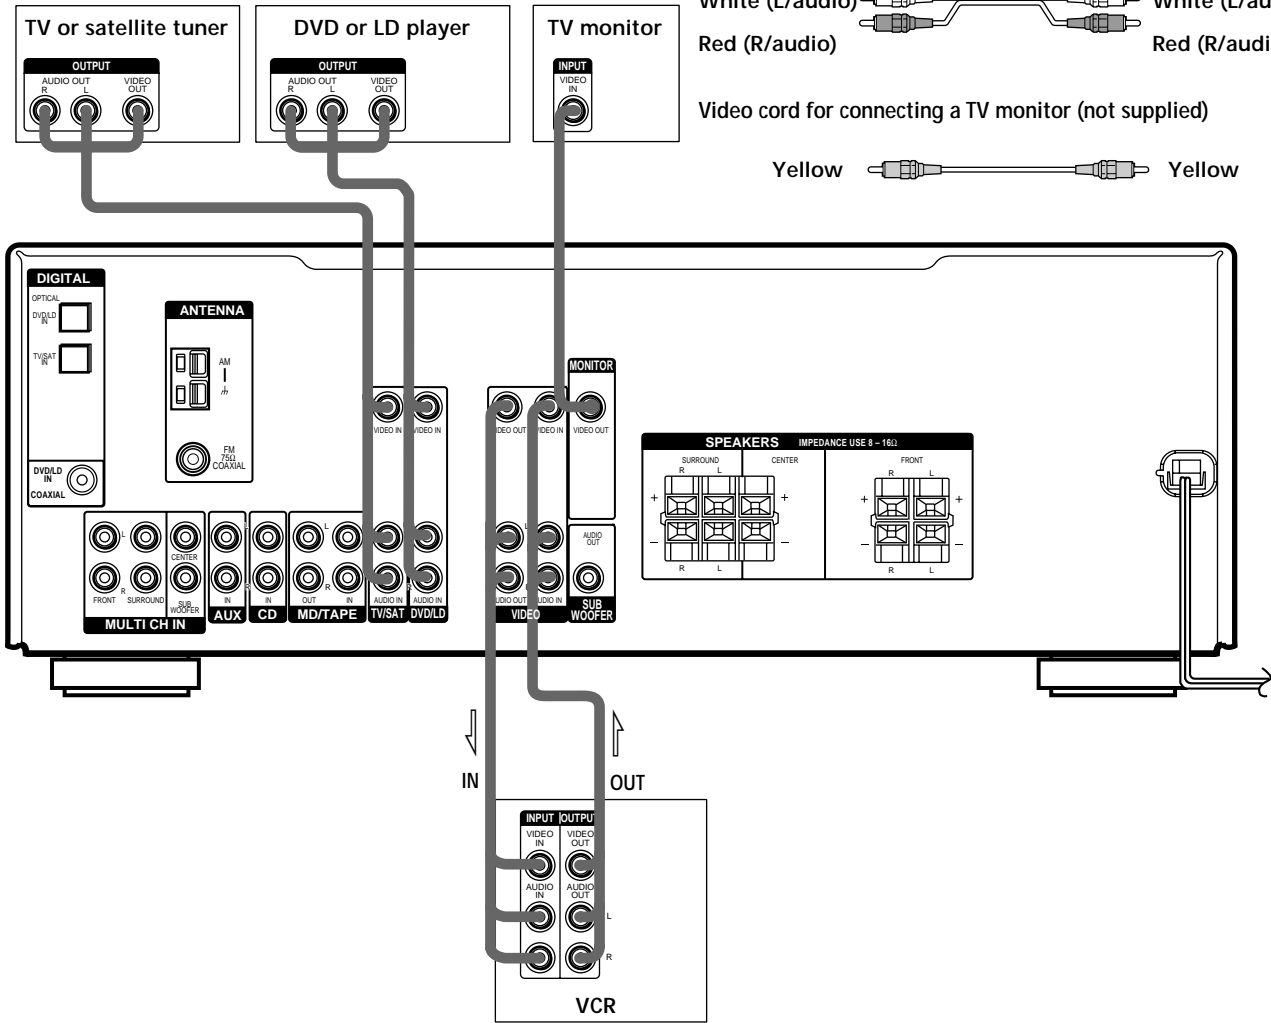 White (L/audio)
Red (R/audio)
Red (R/audi
Video cord for connecting a TV monitor (not supplied)
Yellow
Yellow
TV or satellite tuner
OUTPUT
AUDIO OUT
R L
VIDEO
OUT
DVD or LD player
OUTPUT
AUDIO OUT
R L
VIDEO
OUT
TV monitor
INPUT
VIDEO
IN
DIGITAL
OPTICAL
DVD/LD
IN
TV/SAT
IN
DVD/LD
IN
COAXIAL
ANTENNA
AM
FM
75Ω
COAXIAL
VIDEO IN
VIDEO IN
VIDEO OUT
VIDEO IN
MONITOR
VIDEO OUT
SPEAKERS IMPEDANCE USE 8 – 16Ω
SURROUND
R L
CENTER
FRONT
R L
+ + + +
– – – –
R L
R L
L
R
CENTER
FRONT
SURROUND
SUB
WOOFER
MULTI CH IN
IN
AUX
R
IN
CD
L
R
OUT
IN
MD/TAPE
AUDIO IN
TV/SAT
R
AUDIO IN
DVD/LD
L
R
AUDIO OUT
AUDIO IN
VIDEO
AUDIO
OUT
SUB
WOOFER
IN
OUT
INPUT
OUTPUT
VIDEO
IN
VIDEO
OUT
AUDIO
IN
AUDIO
OUT
L
R
VCR